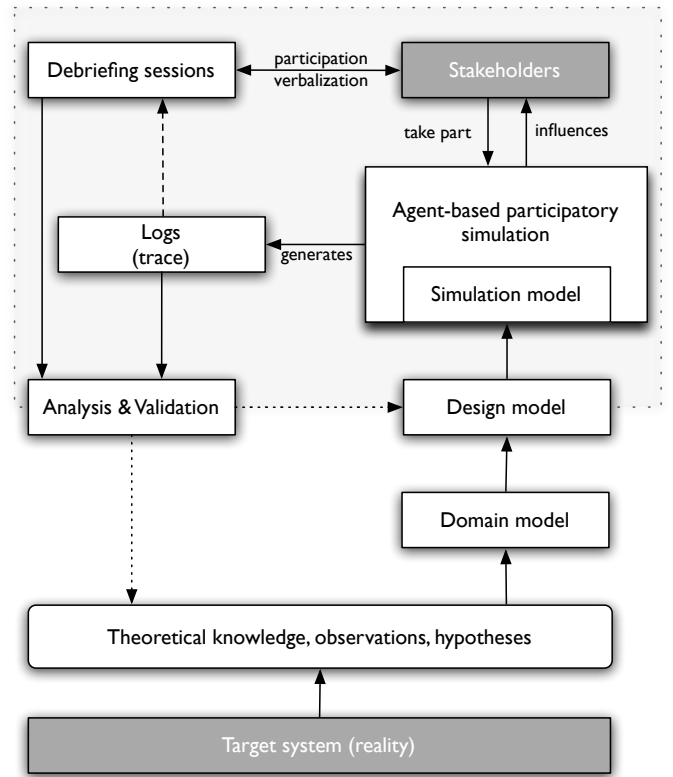 Debriefing sessions
participation
verbalization
Stakeholders
take part
influences
Agent-based participatory
simulation
Logs
(trace)
generates
Simulation model
Analysis & Validation
Design model
Domain model
Theoretical knowledge, observations, hypotheses
Target system (reality)